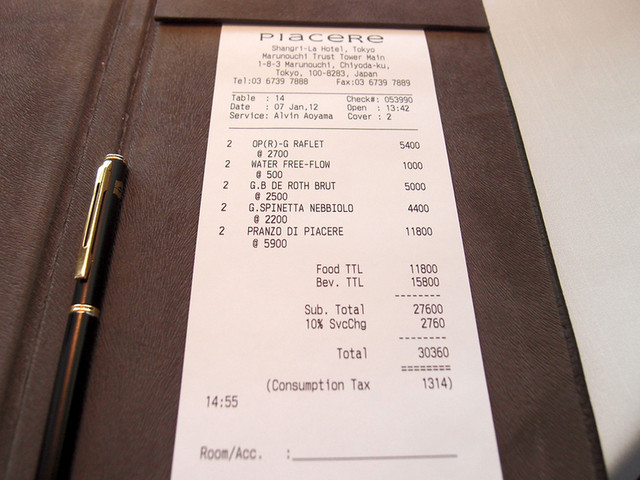 PIACERE
Shangri-La Hotel, Tokyo
Marunouchi Trust Tower Main
1-8-3 Marunouchi, Chiyoda-ku,
Tokyo, 100-8283, Japan
Tel:03 6739 7888 Fax:03 6739 7889
Table : 14 Check#: 053990
Date : 07 Jan,12 Open : 13:42
Service: Alvin Aoyama Cover : 2
2 OP(R)-G RAFLET 5400
@ 2700
2 WATER FREE-FLOW 1000
@ 500
2 G.B DE ROTH BRUT 5000
@ 2500
2 G.SPINETTA NEBBIOLO 4400
@ 2200
2 PRANZO DI PIACERE 11800
@ 5900
Food TTL 11800
Bev. TTL 15800
Sub. Total 27600
10% SvcChg 2760
Total 30360
(Consumption Tax 1314)
14:55
Room/Acc. :